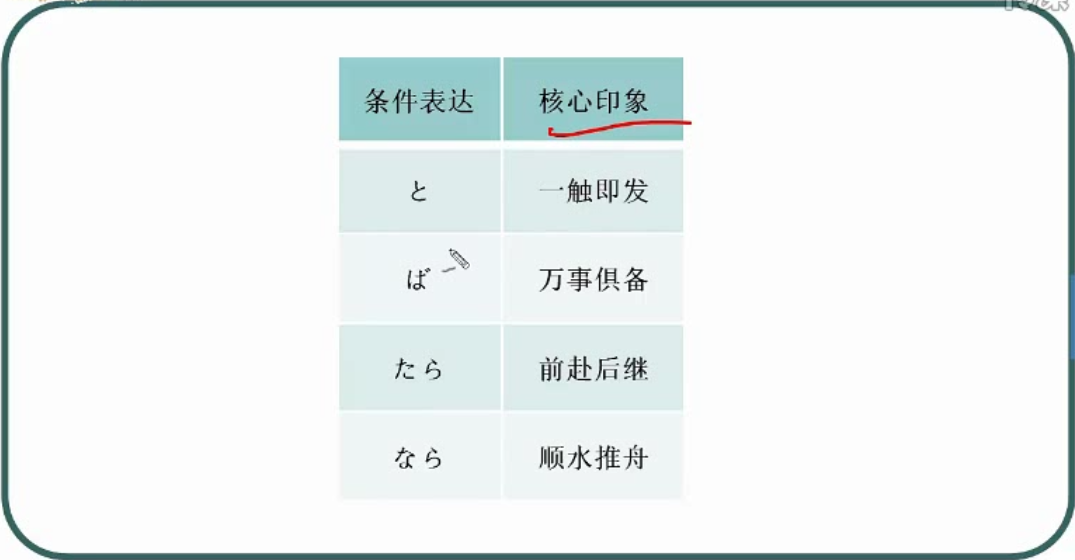 条件表达 核心印象
と 一触即发
ば 万事俱备
たら 前赴后继
なら 顺水推舟